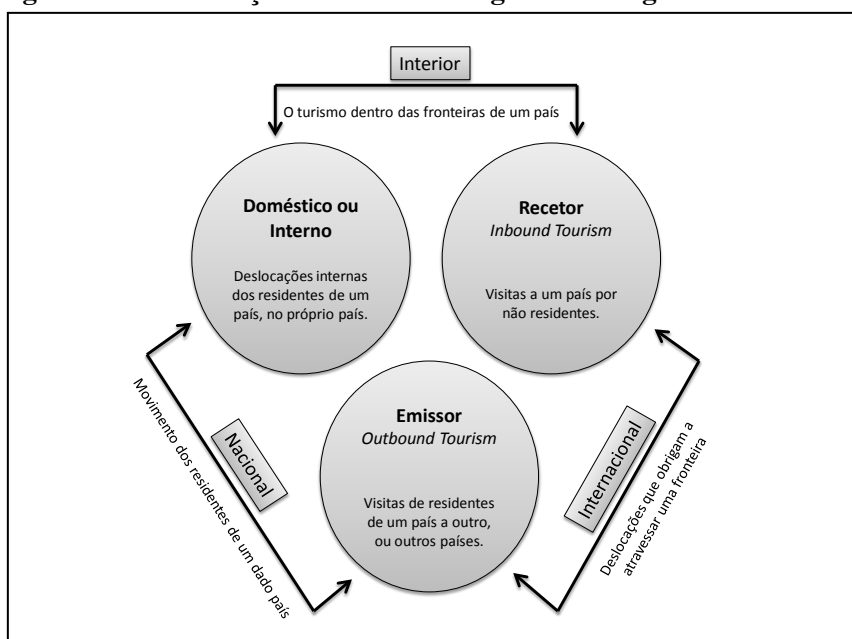 Interior
O turismo dentro das fronteiras de um país
Doméstico ou
Interno
Deslocações internas
dos residentes de um
país, no próprio país.
Recetor
Inbound Tourism
Visitas a um país por
não residentes.
Emissor
Outbound Tourism
Visitas de residentes
de um país a outro,
ou outros países.
Nacional
Movimento dos residentes de um dado país
Internacional
Deslocações que obrigam a
atravessar uma fronteira